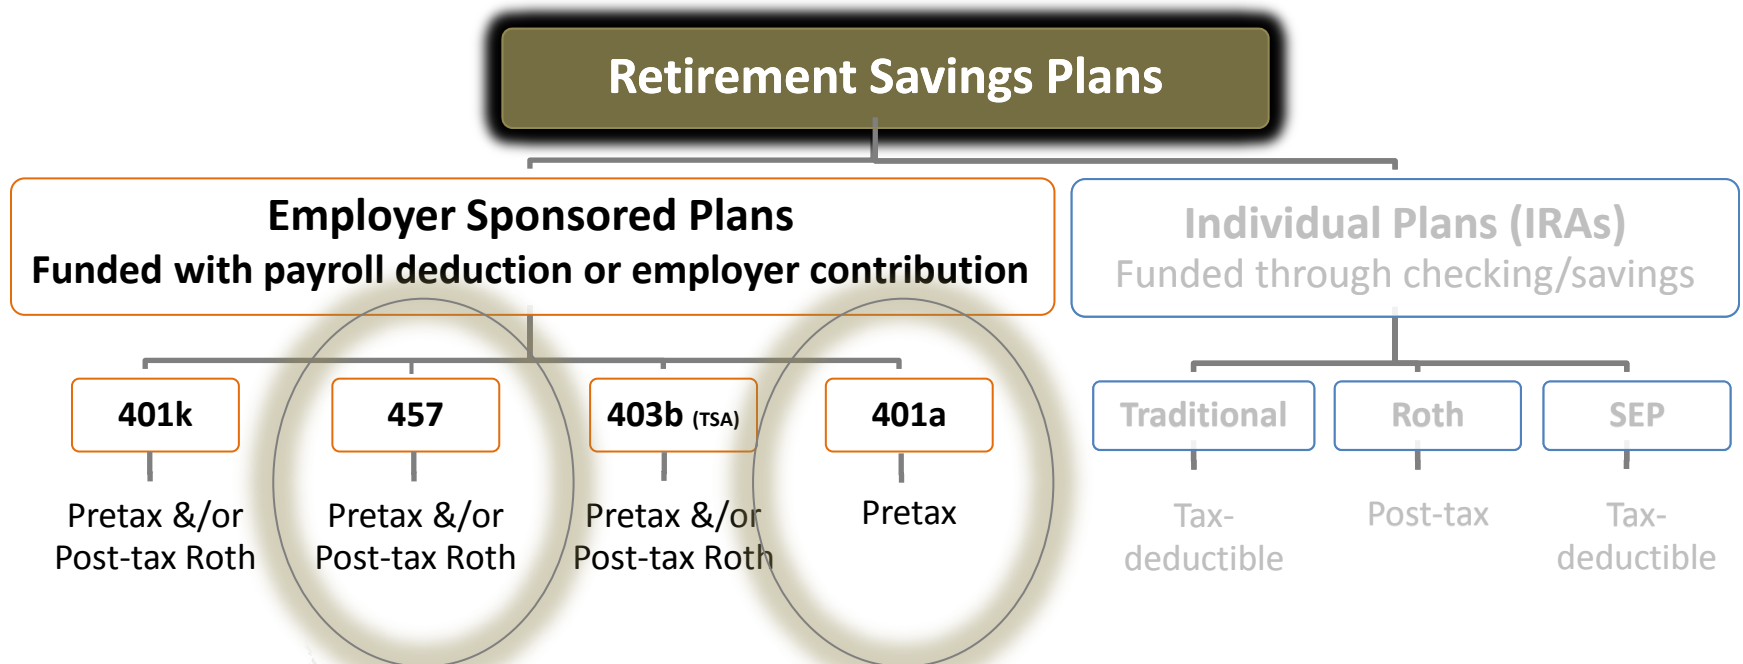 Retirement Savings Plans
Employer Sponsored Plans
Funded with payroll deduction or employer contribution
Individual Plans (IRAs)
Funded through checking/savings
401k
457
403b (TSA)
401a
Traditional
Roth
SEP
Pretax &/or
Post-tax Roth
Pretax &/or
Post-tax Roth
Pretax &/or
Post-tax Roth
Pretax
Tax-
deductible
Post-tax
Tax-
deductible